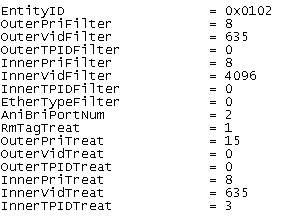 EntityID = 0x0102
OuterPriFilter = 8
OuterVidFilter = 635
OuterTPIDFilter = 0
InnerPriFilter = 8
InnerVidFilter = 4096
InnerTPIDFilter = 0
EtherTypeFilter = 0
AniBriPortNum = 2
RmTagTreat = 1
OuterPriTreat = 15
OuterVidTreat = 0
OuterTPIDTreat = 0
InnerPriTreat = 8
InnerVidTreat = 635
InnerTPIDTreat = 3